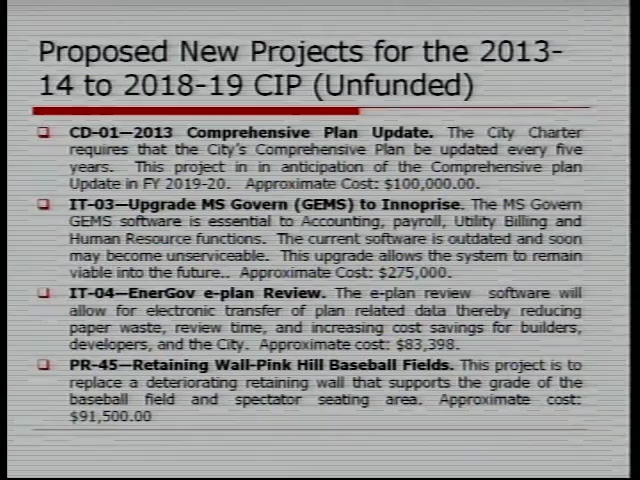 Proposed New Projects for the 2013-
14 to 2018-19 CIP (Unfunded)
CD-01—2013 Comprehensive Plan Update. The City Charter
requires that the City's Comprehensive Plan be updated every five
years. This project in in anticipation of the Comprehensive plan
Update in FY 2019-20. Approximate Cost: $100,000.00.
IT-03—Upgrade MS Govern (GEMS) to Innoprise. The MS Govern
GEMS software is essential to Accounting, payroll, Utility Billing and
Human Resource functions. The current software is outdated and soon
may become unserviceable. This upgrade allows the system to remain
viable into the future.. Approximate Cost: $275,000.
IT-04—EnerGov e-plan Review. The e-plan review software will
allow for electronic transfer of plan related data thereby reducing
paper waste, review time, and increasing cost savings for builders,
developers, and the City. Approximate cost: $83,398.
PR-45—Retaining Wall-Pink Hill Baseball Fields. This project is to
replace a deteriorating retaining wall that supports the grade of the
baseball field and spectator seating area. Approximate cost:
$91,500.00